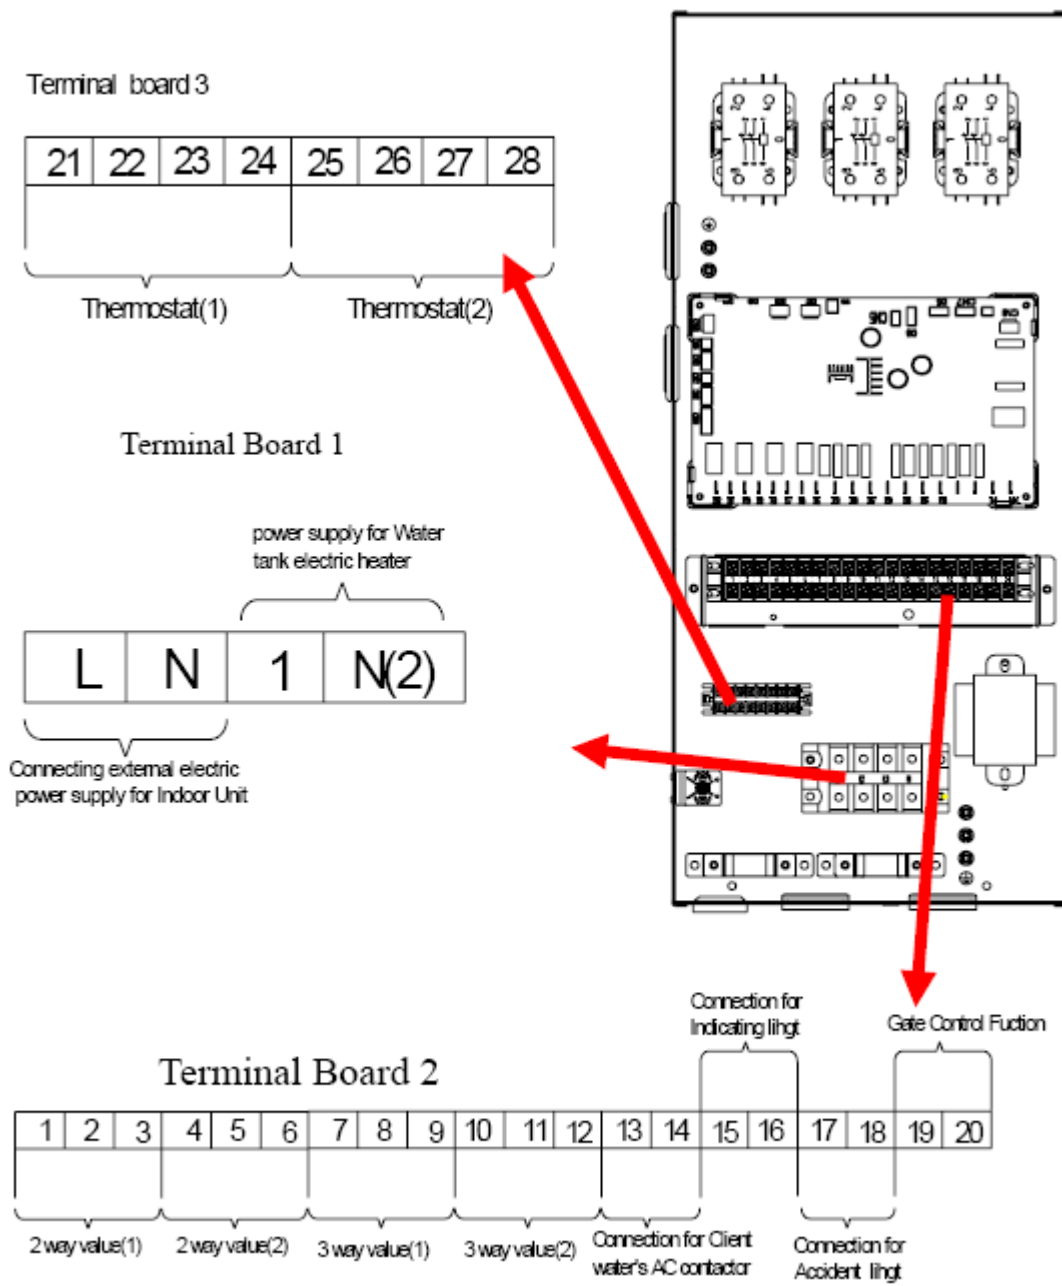 Terminal board 3
21 22 23 24 25 26 27 28
Thermostat(1) Thermostat(2)
Terminal Board 1
power supply for Water
tank electric heater
L N 1 N(2)
Connecting external electric
power supply for Indoor Unit
Connection for
Indicating lihgt
Gate Control Fuction
Terminal Board 2
1 2 3 4 5 6 7 8 9 10 11 12 13 14 15 16 17 18 19 20
2 way value(1) 2 way value(2) 3 way value(1) 3 way value(2)
Connection for Client
water's AC contactor
Connection for
Accident lihgt